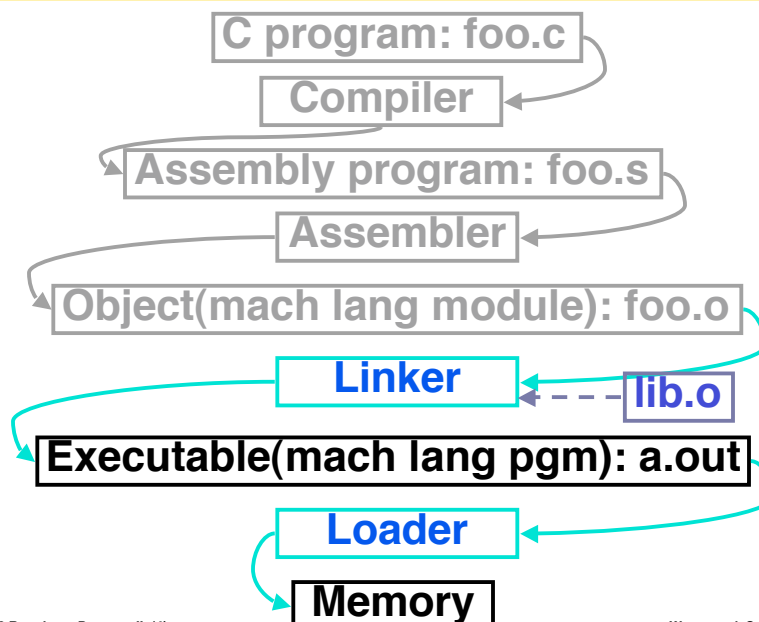 C program: foo.c
Compiler
Assembly program: foo.s
Assembler
Object(mach lang module): foo.o
Linker
lib.o
Executable(mach lang pgm): a.out
Loader
Memory